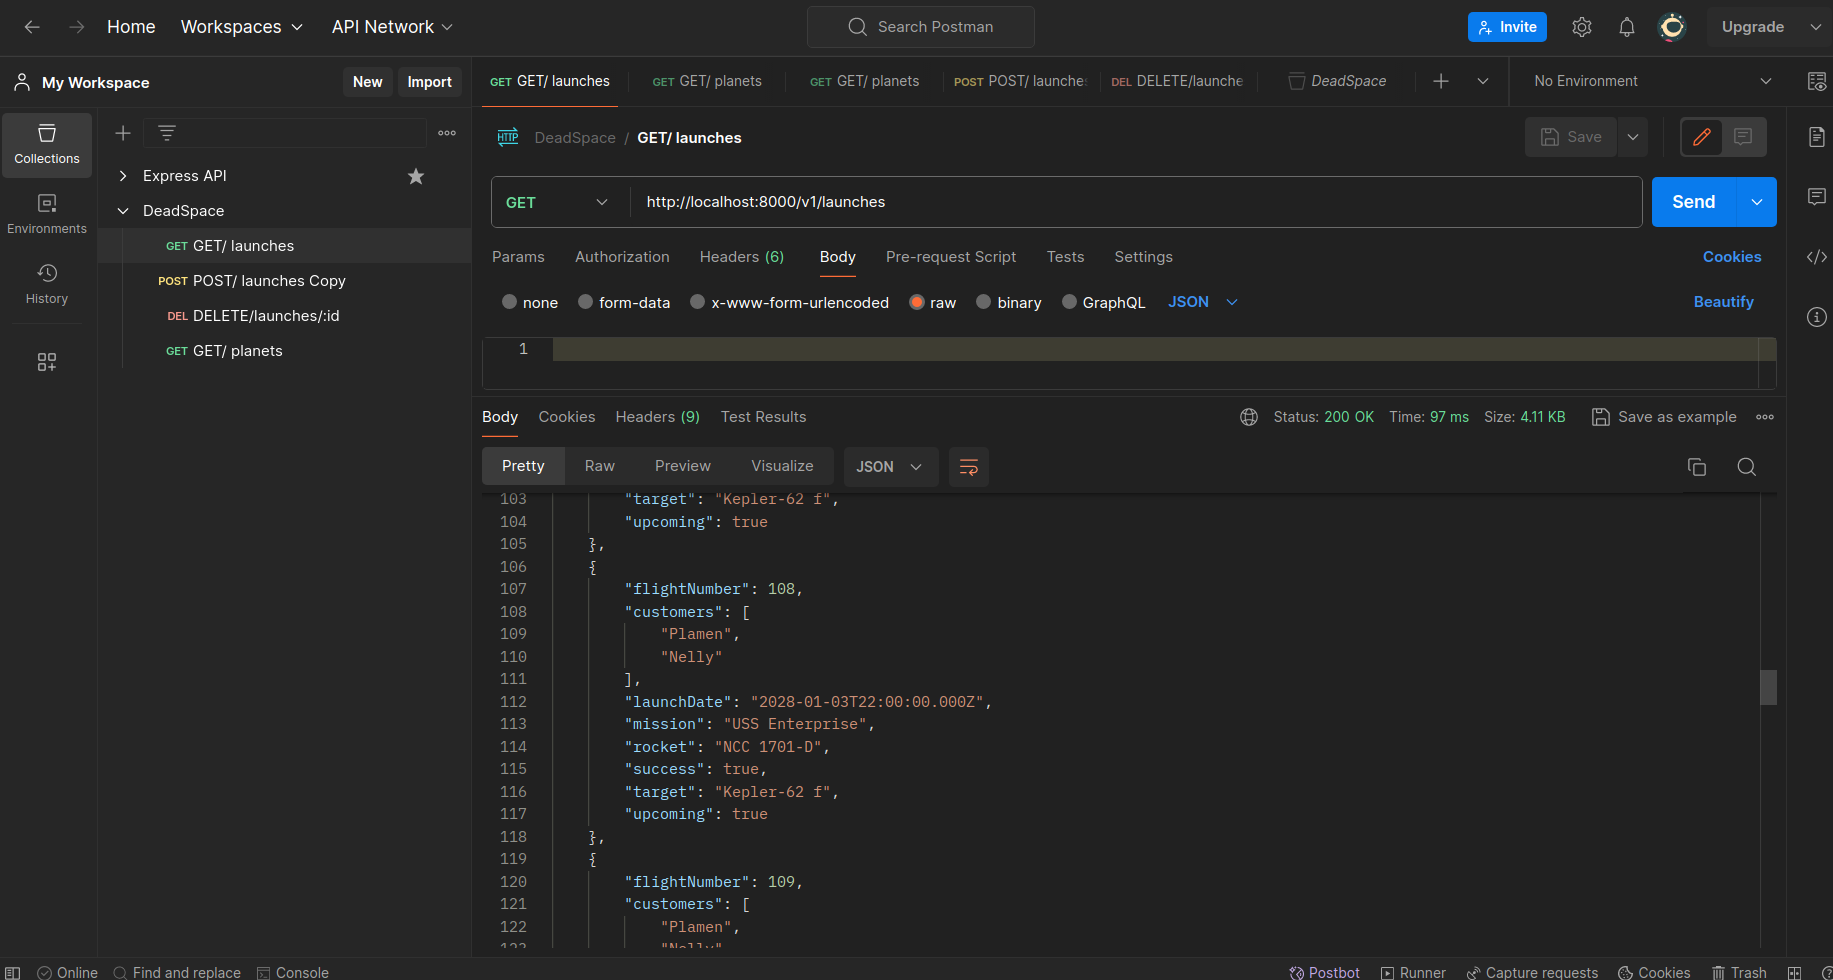 Home Workspaces API Network Search Postman Invite Upgrade
My Workspace New Import
GET GET/ launches GET GET/ planets GET GET/ planets POST POST/ launche DEL DELETE/launche DeadSpace No Environment
Collections
Environments
History
Express API
DeadSpace
GET GET/ launches
POST POST/ launches Copy
DEL DELETE/launches/:id
GET GET/ planets
HTTP DeadSpace / GET/ launches Save
GET http://localhost:8000/v1/launches Send
Params Authorization Headers (6) Body Pre-request Script Tests Settings Cookies
none form-data x-www-form-urlencoded raw binary GraphQL JSON Beautify
1
Body Cookies Headers (9) Test Results Status: 200 OK Time: 97 ms Size: 4.11 KB Save as example
Pretty Raw Preview Visualize JSON
103 "target": "Kepler-62 f",
104 "upcoming": true
105 },
106 {
107 "flightNumber": 108,
108 "customers": [
109 "Plamen",
110 "Nelly"
111 ],
112 "launchDate": "2028-01-03T22:00:00.000Z",
113 "mission": "USS Enterprise",
114 "rocket": "NCC 1701-D",
115 "success": true,
116 "target": "Kepler-62 f",
117 "upcoming": true
118 },
119 {
120 "flightNumber": 109,
121 "customers": [
122 "Plamen",
123 "Nelly"
Online Find and replace Console Postbot Runner Capture requests Cookies Trash